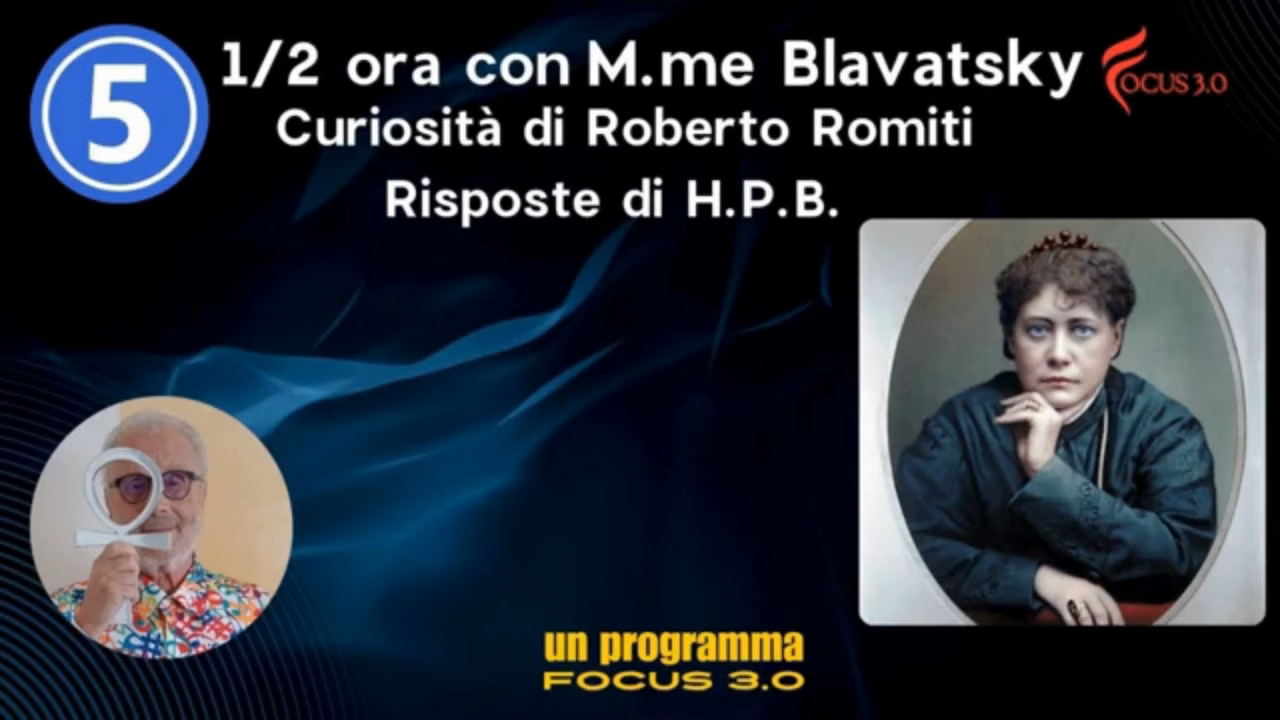 5
1/2 ora con M.me Blavatsky
FOCUS 3.0
Curiosità di Roberto Romiti
Risposte di H.P.B.
un programma
FOCUS 3.0